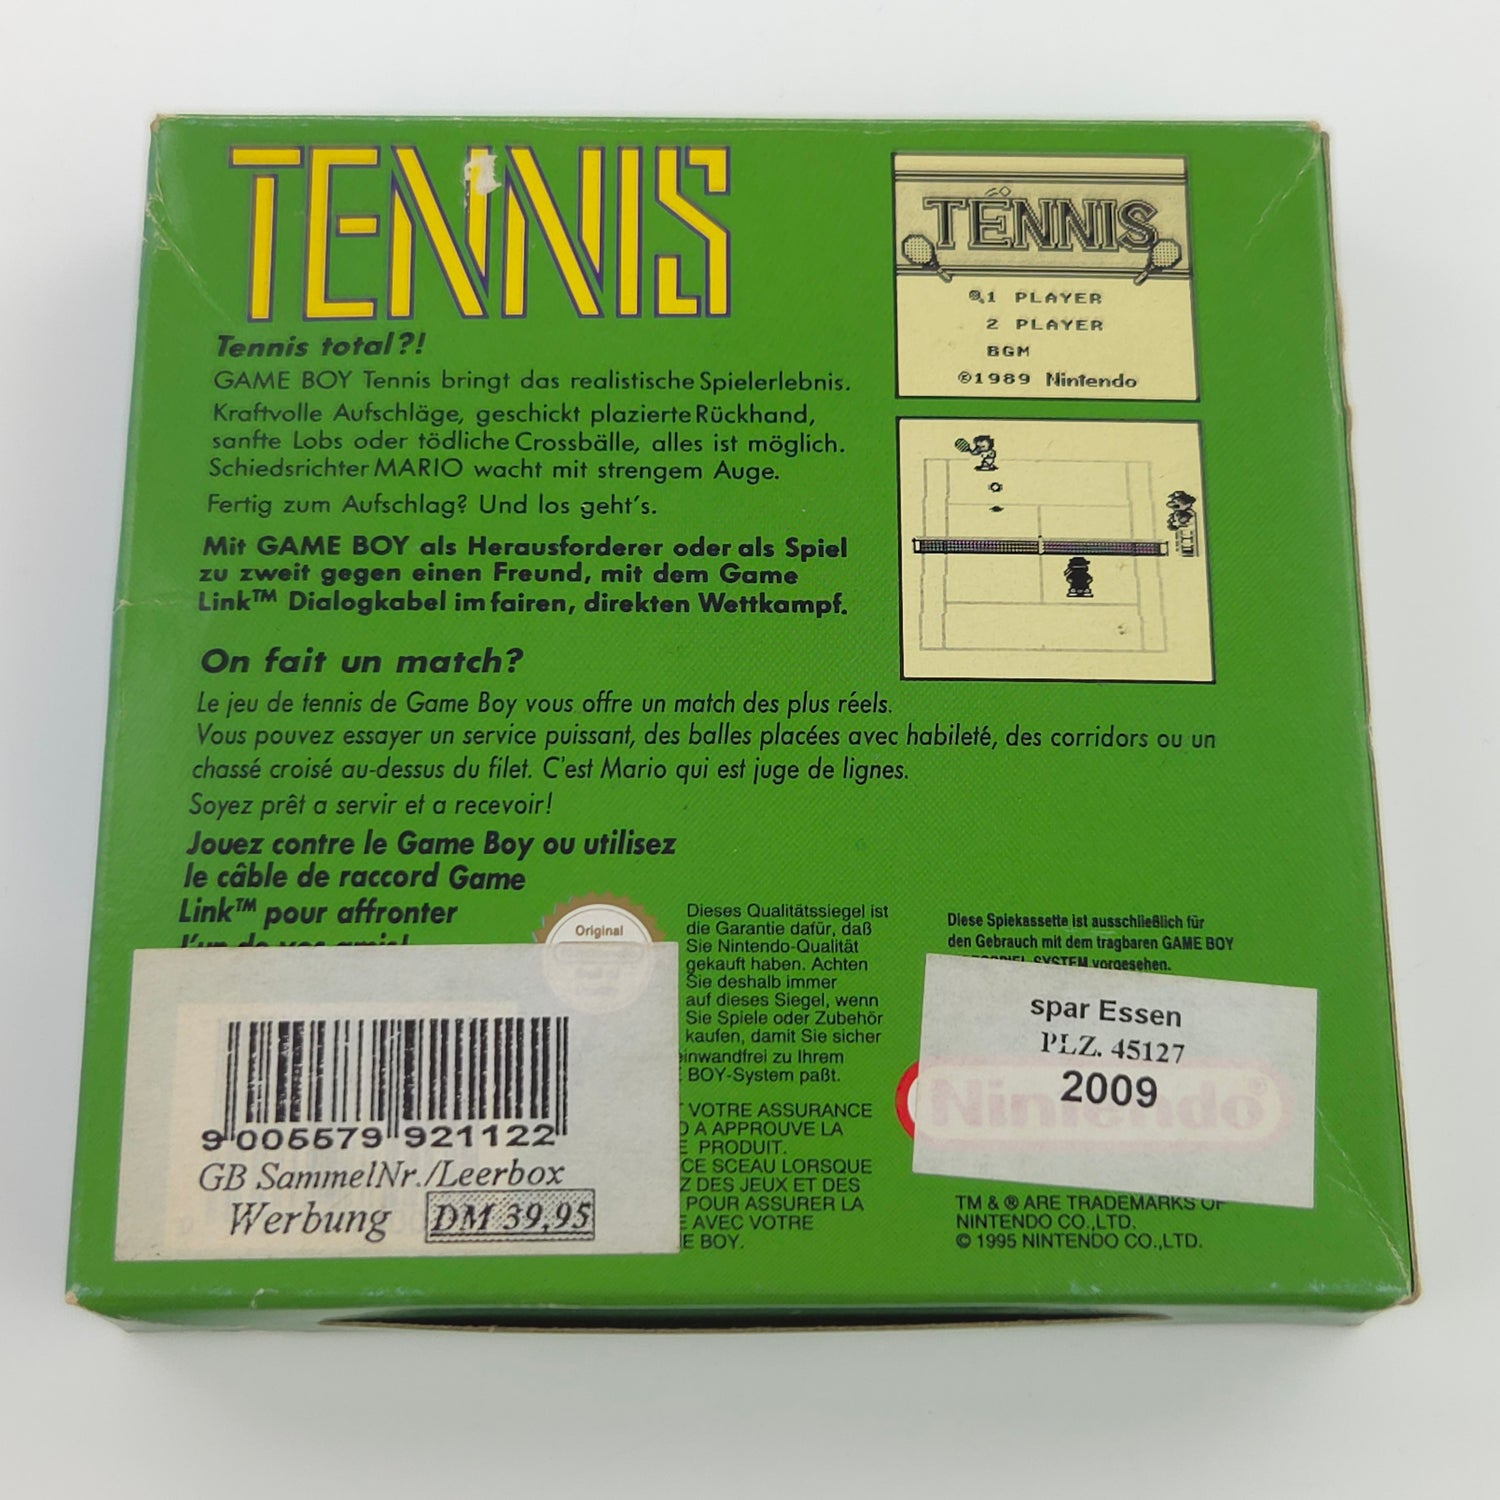 TENNIS
Tennis total?!
GAME BOY Tennis bringt das realistische Spielerlebnis.
Kraftvolle Aufschläge, geschickt plazierte Rückhand,
sanfte Lobs oder tödliche Crossbälle, alles ist möglich.
Schiedsrichter MARIO wacht mit strengem Auge.
Fertig zum Aufschlag? Und los geht's.
Mit GAME BOY als Herausforderer oder als Spiel
zu zweit gegen einen Freund, mit dem Game
Link™ Dialogkabel im fairen, direkten Wettkampf.
TENNIS
1 PLAYER
2 PLAYER
BGM
©1989 Nintendo
On fait un match?
Le jeu de tennis de Game Boy vous offre un match des plus réels.
Vous pouvez essayer un service puissant, des balles placées avec habileté, des corridors ou un
chassé croisé au-dessus du filet. C'est Mario qui est juge de lignes.
Soyez prêt a servir et a recevoir!
Jouez contre le Game Boy ou utilisez
le câble de raccord Game
Link™ pour affronter
l'un de vos amis!
Original
Dieses Qualitätssiegel ist
die Garantie dafür, daß
Sie Nintendo-Qualität
gekauft haben. Achten
Sie deshalb immer
auf dieses Siegel, wenn
Sie Spiele oder Zubehör
kaufen, damit Sie sicher
einwandfrei zu Ihrem
BOY-System paßt.
VOTRE ASSURANCE
A APPROUVE LA
PRODUIT.
CE SCEAU LORSQUE
Z DES JEUX ET DES
POUR ASSURER LA
E AVEC VOTRE
E BOY.
Diese Spiekassette ist ausschließlich für
den Gebrauch mit dem tragbaren GAME BOY
SYSTEM vorgesehen.
spar Essen
PLZ. 45127
2009
Nintendo®
TM & ® ARE TRADEMARKS OF
NINTENDO CO.,LTD.
© 1995 NINTENDO CO.,LTD.
9 005579 921122
GB SammelNr./Leerbox
Werbung DM 39,95